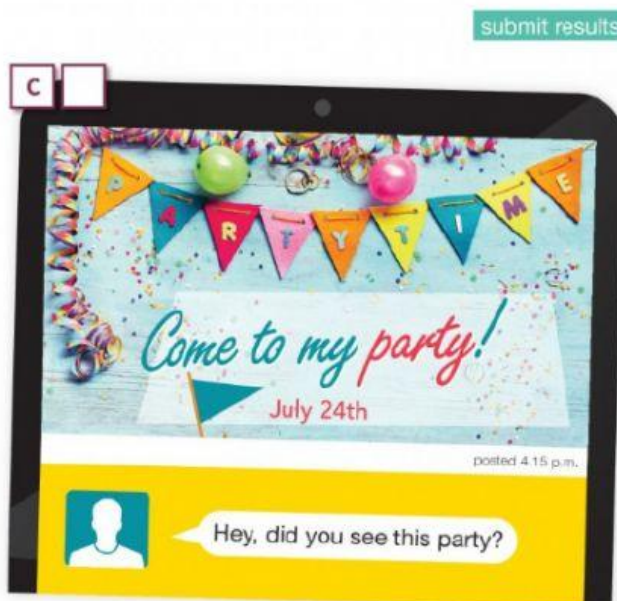 submit results
C
PARTY TIME
Come to my party!
July 24th
posted 4.15 p.m.
Hey, did you see this party?